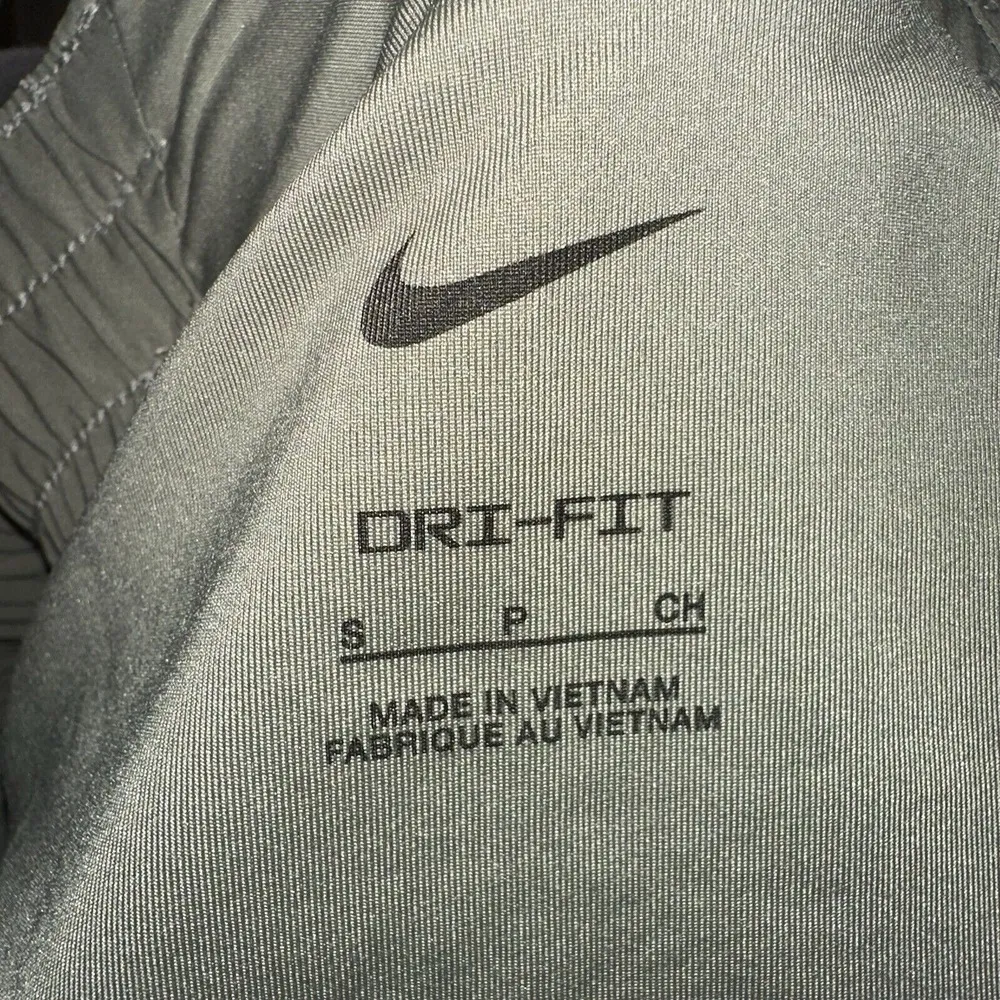 DRI-FIT
S P CH
MADE IN VIETNAM
FABRIQUE AU VIETNAM